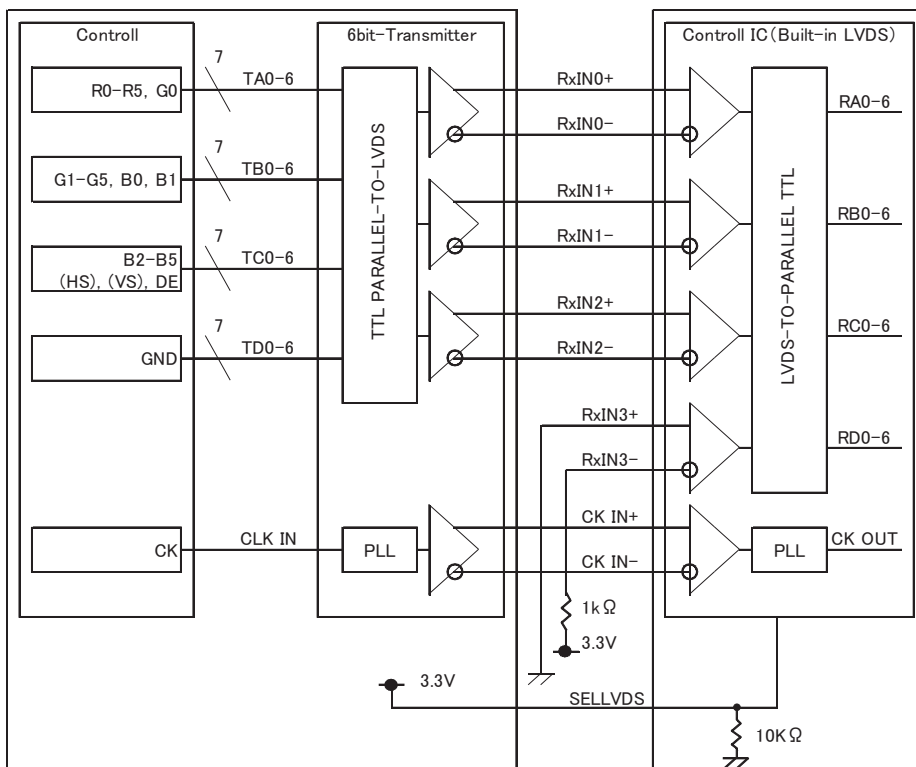 Controll
6bit-Transmitter
Controll IC(Built-in LVDS)
7
R0-R5, G0
TA0-6
RxIN0+
RA0-6
RxIN0-
7
G1-G5, B0, B1
TB0-6
RxIN1+
RB0-6
RxIN1-
7
B2-B5
(HS), (VS), DE
TC0-6
TTL PARALLEL-TO-LVDS
LVDS-TO-PARALLEL TTL
RxIN2+
RC0-6
RxIN2-
7
GND
TD0-6
RxIN3+
RD0-6
RxIN3-
CK
CLK IN
PLL
CK IN+
CK IN-
PLL
CK OUT
1kΩ
3.3V
3.3V
SELLVDS
10KΩ